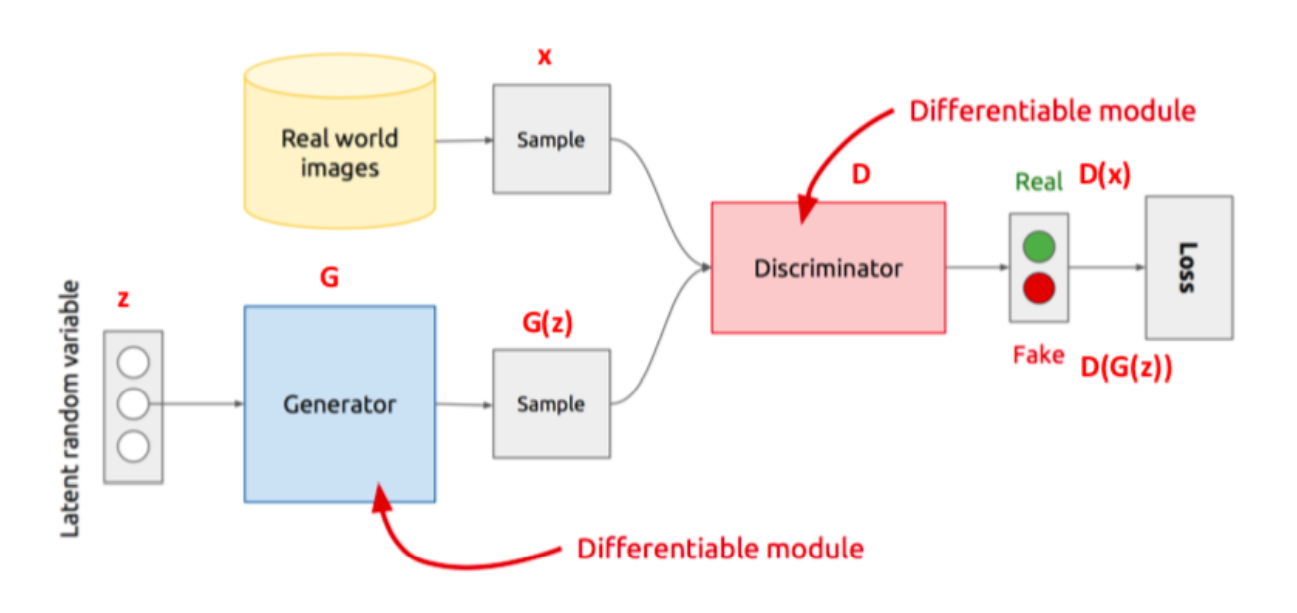 x
Differentiable module
Real world
images
Sample
D
Real
D(x)
Discriminator
Loss
Latent random variable
z
G
G(z)
Generator
Sample
Fake
D(G(z))
Differentiable module